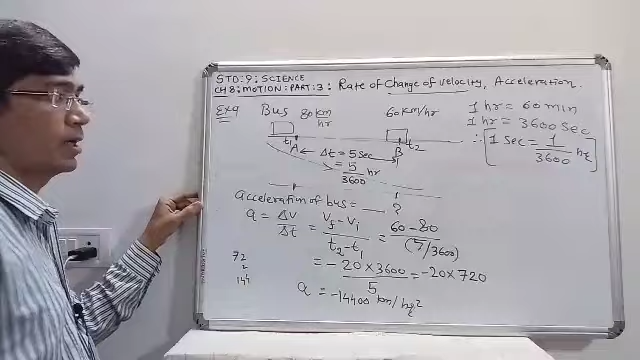 STD:9: SCIENCE
CH 8: MOTION: PART: 3: Rate of Change of velocity, Acceleration.
Ex 9 Bus 80 km/hr 60 km/hr
t1 A Δt = 5 sec B t2
= 5/3600 hr
1 hr = 60 min
1 hr = 3600 sec
∴ [1 sec = 1/3600 hr]
Acceleration of bus = ___ ?
a = Δv/Δt = (Vf - Vi)/(t2 - t1) = (60 - 80)/(5/3600)
= -20 × 3600/5 = -20 × 720
a = -14400 km/hr²
72
2
144